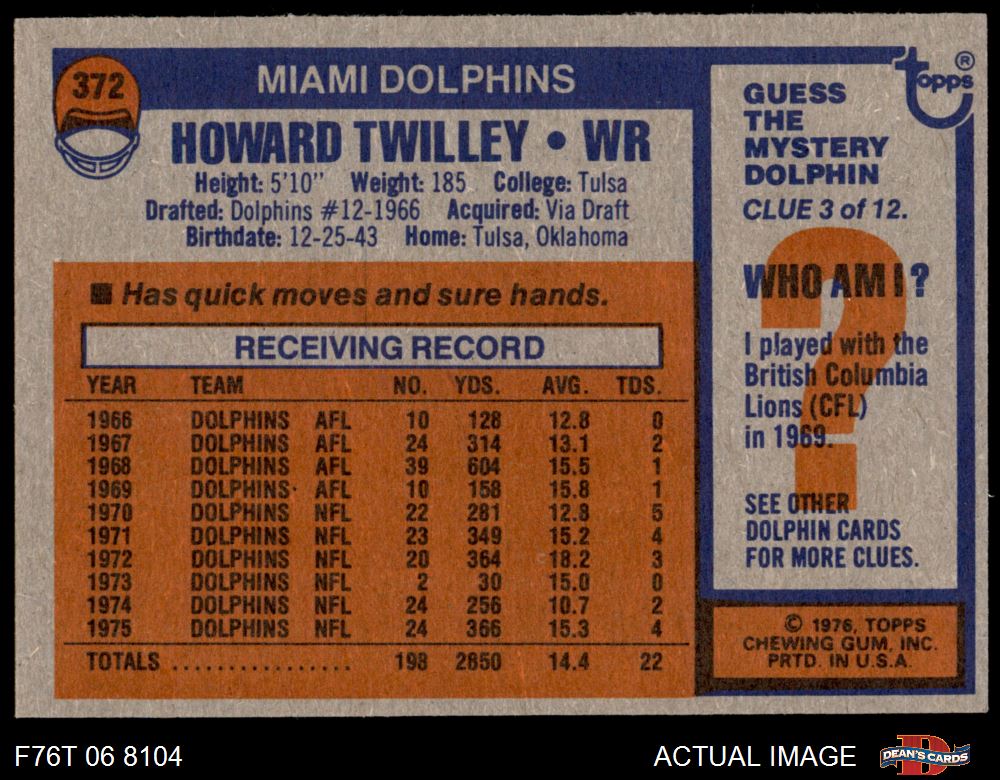 372
MIAMI DOLPHINS
HOWARD TWILLEY • WR
Height: 5'10" Weight: 185 College: Tulsa
Drafted: Dolphins #12-1966 Acquired: Via Draft
Birthdate: 12-25-43 Home: Tulsa, Oklahoma
■ Has quick moves and sure hands.
RECEIVING RECORD
YEAR TEAM NO. YDS. AVG. TDS.
1966 DOLPHINS AFL 10 128 12.8 0
1967 DOLPHINS AFL 24 314 13.1 2
1968 DOLPHINS AFL 39 604 15.5 1
1969 DOLPHINS AFL 10 158 15.8 1
1970 DOLPHINS NFL 22 281 12.8 5
1971 DOLPHINS NFL 23 349 15.2 4
1972 DOLPHINS NFL 20 364 18.2 3
1973 DOLPHINS NFL 2 30 15.0 0
1974 DOLPHINS NFL 24 256 10.7 2
1975 DOLPHINS NFL 24 366 15.3 4
TOTALS ................ 198 2850 14.4 22
topps ®
GUESS
THE
MYSTERY
DOLPHIN
CLUE 3 of 12.
?
WHO AM I?
I played with the
British Columbia
Lions (CFL)
in 1969.
SEE OTHER
DOLPHIN CARDS
FOR MORE CLUES.
© 1976, TOPPS
CHEWING GUM, INC.
PRTD. IN U.S.A.
F76T 06 8104
ACTUAL IMAGE
D
DEAN'S CARDS